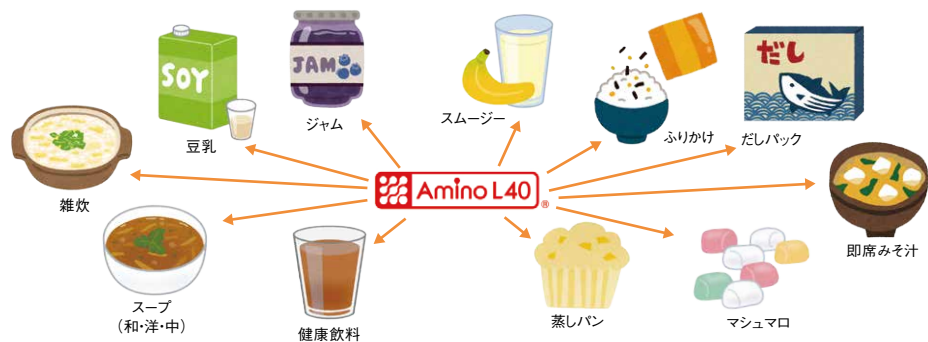 SOY
豆乳
JAM
ジャム
スムージー
ふりかけ
だし
だしパック
雑炊
Amino L40®
即席みそ汁
スープ
（和・洋・中）
健康飲料
蒸しパン
マシュマロ